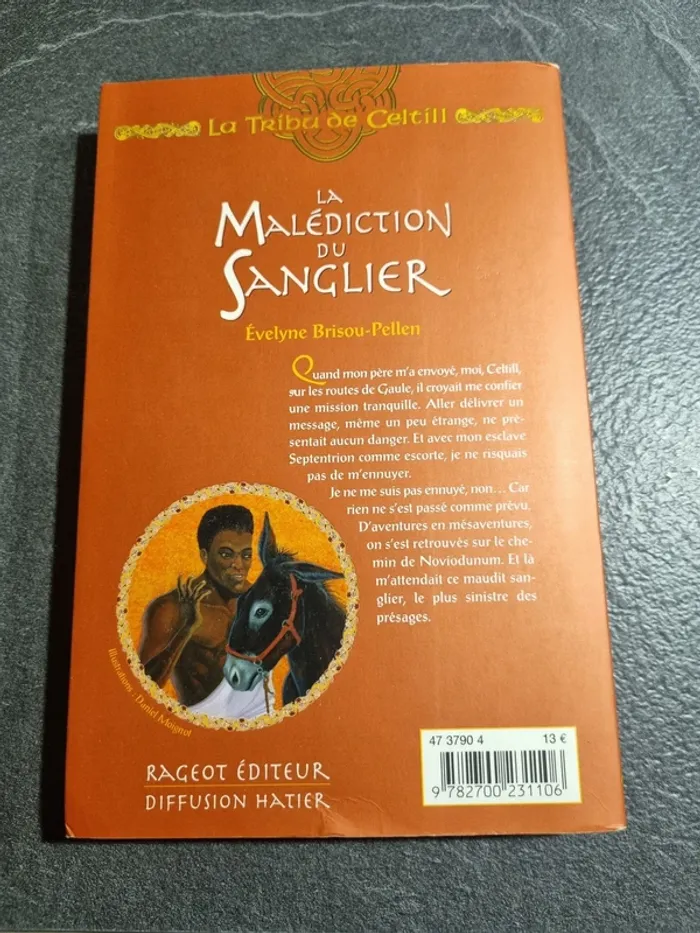 La Tribu de Celtill
LA
MALÉDICTION
DU
SANGLIER
Évelyne Brisou-Pellen
Quand mon père m'a envoyé, moi, Celtill,
sur les routes de Gaule, il croyait me confier
une mission tranquille. Aller délivrer un
message, même un peu étrange, ne pré-
sentait aucun danger. Et avec mon esclave
Septentrion comme escorte, je ne risquais
pas de m'ennuyer.
Je ne me suis pas ennuyé, non... Car
rien ne s'est passé comme prévu.
D'aventures en mésaventures,
on s'est retrouvés sur le che-
min de Noviodunum. Et là
m'attendait ce maudit san-
glier, le plus sinistre des
présages.
Illustrations - Daniel Moignot
47 3790 4 13 €
9 782700 231106
RAGEOT ÉDITEUR
DIFFUSION HATIER